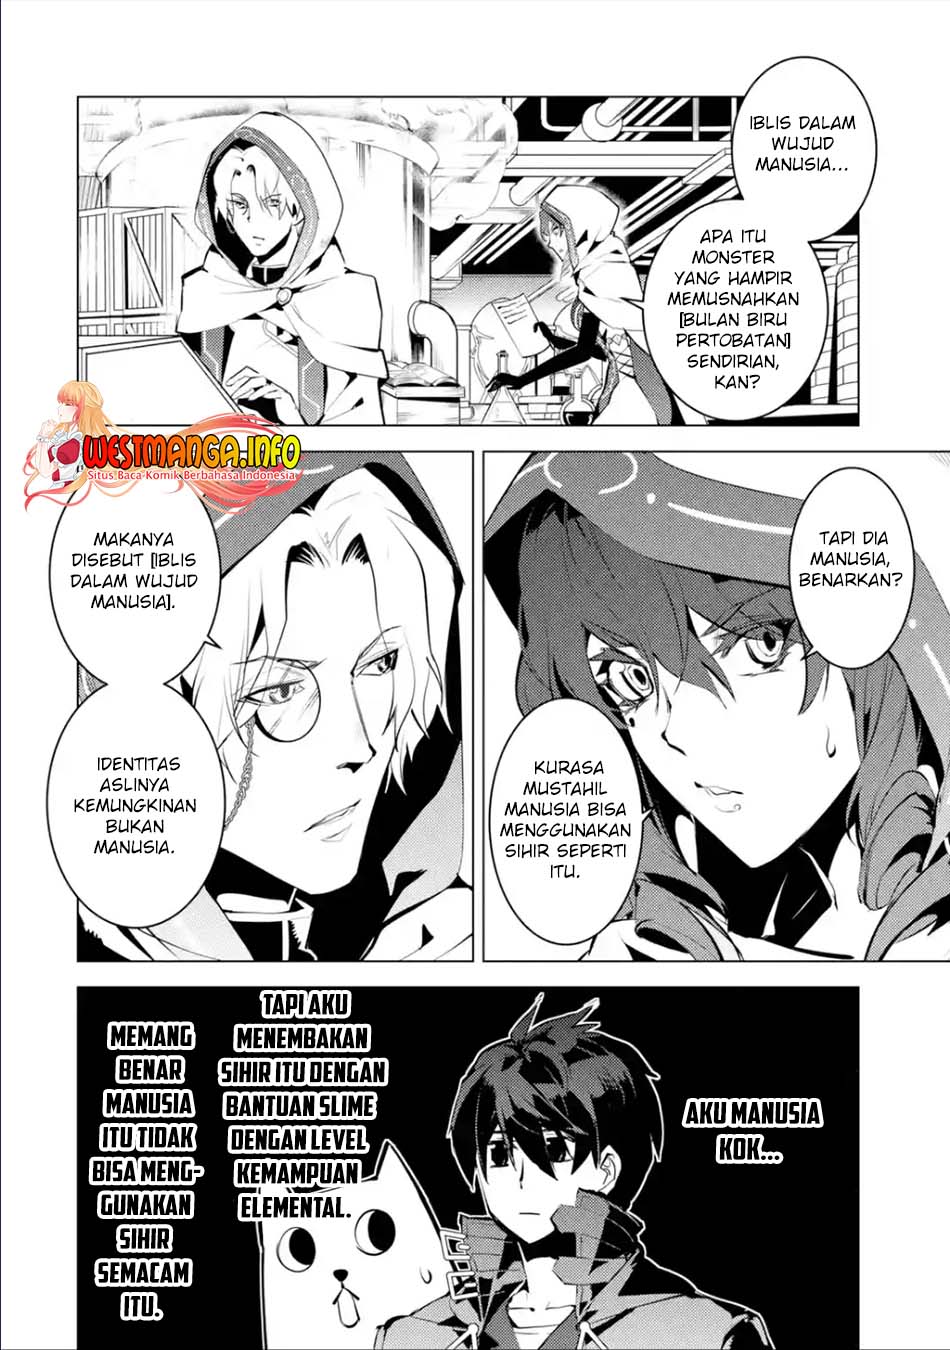 IBLIS DALAM
WUJUD
MANUSIA...
APA ITU
MONSTER
YANG HAMPIR
MEMUSNAHKAN
[BULAN BIRU
PERTOBATAN]
SENDIRIAN,
KAN?
WESTMANGA.INFO
Situs Baca Komik Berbahasa Indonesia
TAPI DIA
MANUSIA,
BENARKAN?
KURASA
MUSTAHIL
MANUSIA BISA
MENGGUNAKAN
SIHIR SEPERTI
ITU.
MAKANYA
DISEBUT [IBLIS
DALAM WUJUD
MANUSIA].
IDENTITAS
ASLINYA
KEMUNGKINAN
BUKAN
MANUSIA.
AKU MANUSIA
KOK...
TAPI AKU
MENEMBAKAN
SIHIR ITU DENGAN
BANTUAN SLIME
DENGAN LEVEL
KEMAMPUAN
ELEMENTAL.
MEMANG
BENAR
MANUSIA
ITU TIDAK
BISA MENG-
GUNAKAN
SIHIR
SEMACAM
ITU.